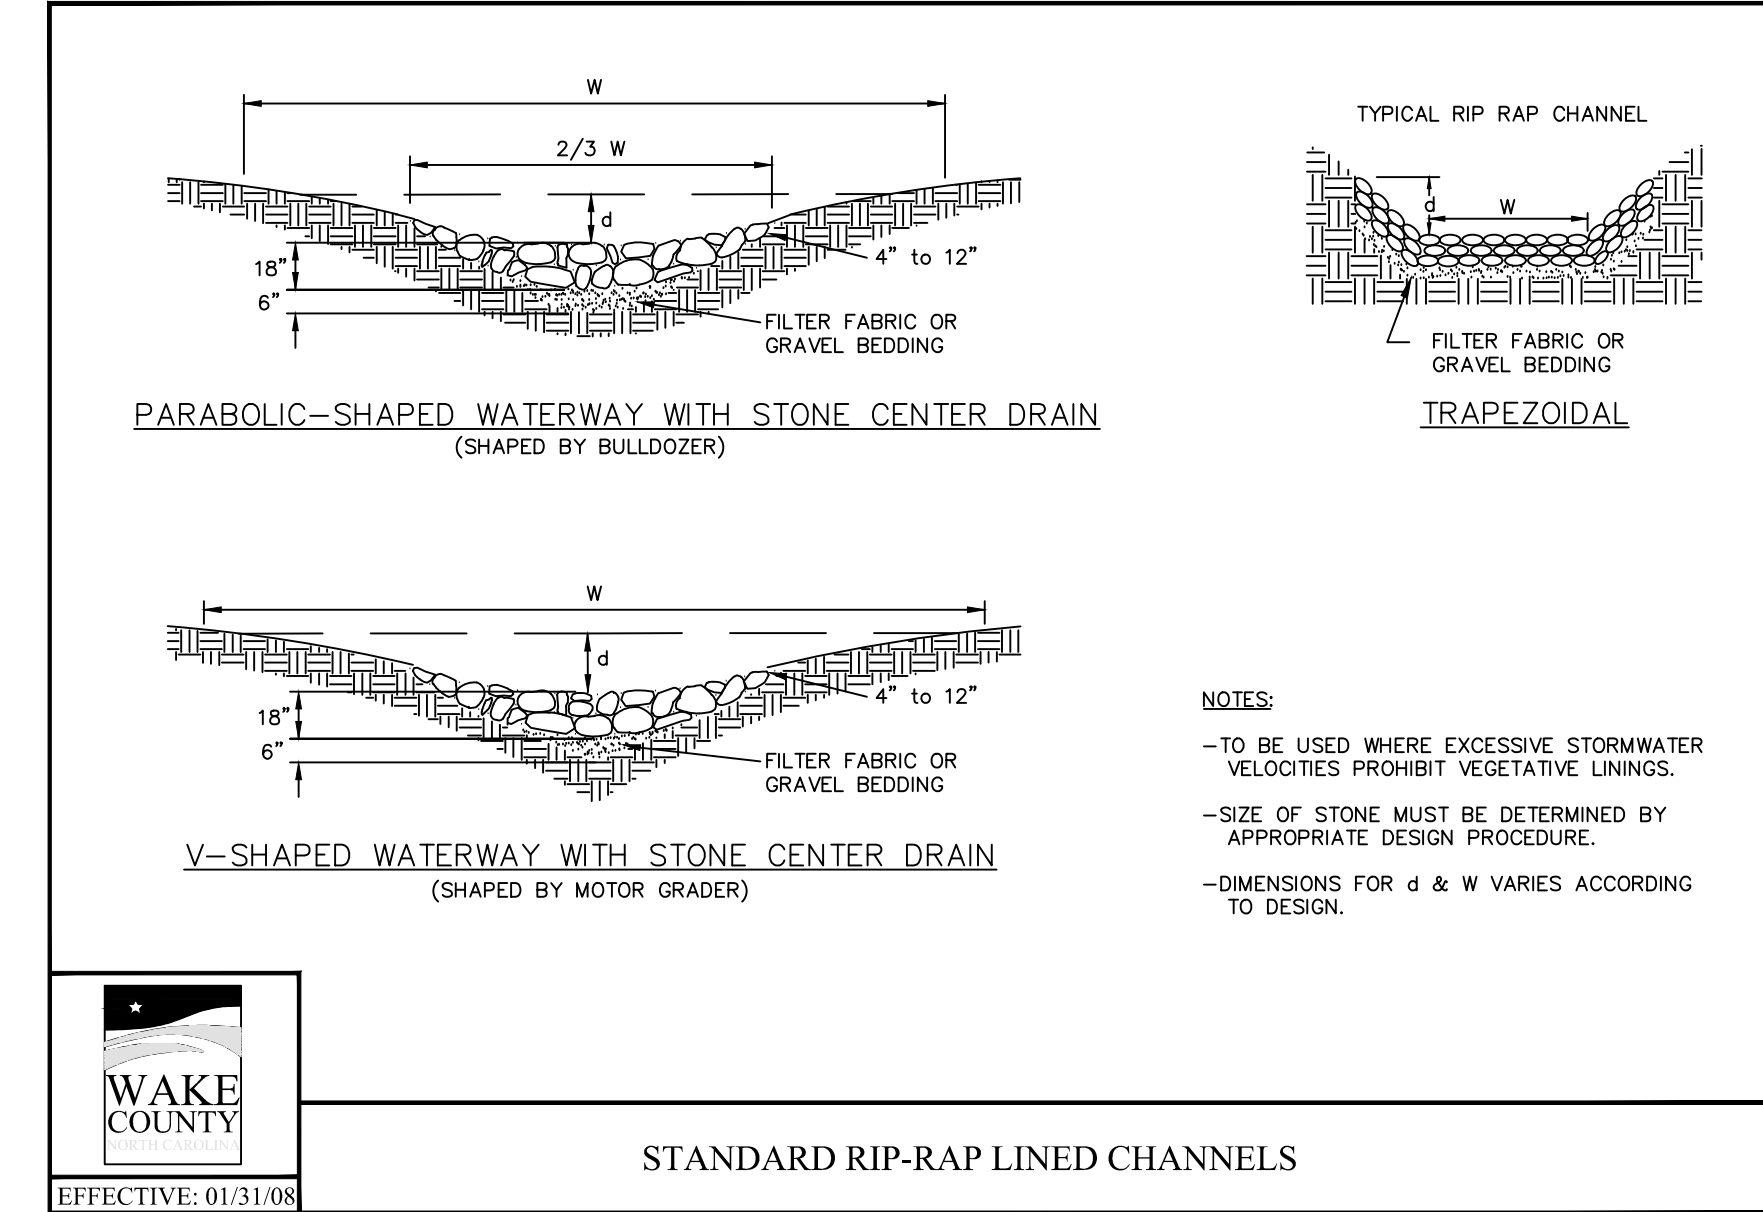 W
2/3 W
d
18"
6"
4" to 12"
FILTER FABRIC OR
GRAVEL BEDDING
PARABOLIC-SHAPED WATERWAY WITH STONE CENTER DRAIN
(SHAPED BY BULLDOZER)
TYPICAL RIP RAP CHANNEL
d
W
FILTER FABRIC OR
GRAVEL BEDDING
TRAPEZOIDAL
W
d
18"
6"
4" to 12"
FILTER FABRIC OR
GRAVEL BEDDING
V-SHAPED WATERWAY WITH STONE CENTER DRAIN
(SHAPED BY MOTOR GRADER)
NOTES:
-TO BE USED WHERE EXCESSIVE STORMWATER
VELOCITIES PROHIBIT VEGETATIVE LININGS.
-SIZE OF STONE MUST BE DETERMINED BY
APPROPRIATE DESIGN PROCEDURE.
-DIMENSIONS FOR d & W VARIES ACCORDING
TO DESIGN.
WAKE
COUNTY
NORTH CAROLINA
EFFECTIVE: 01/31/08
STANDARD RIP-RAP LINED CHANNELS